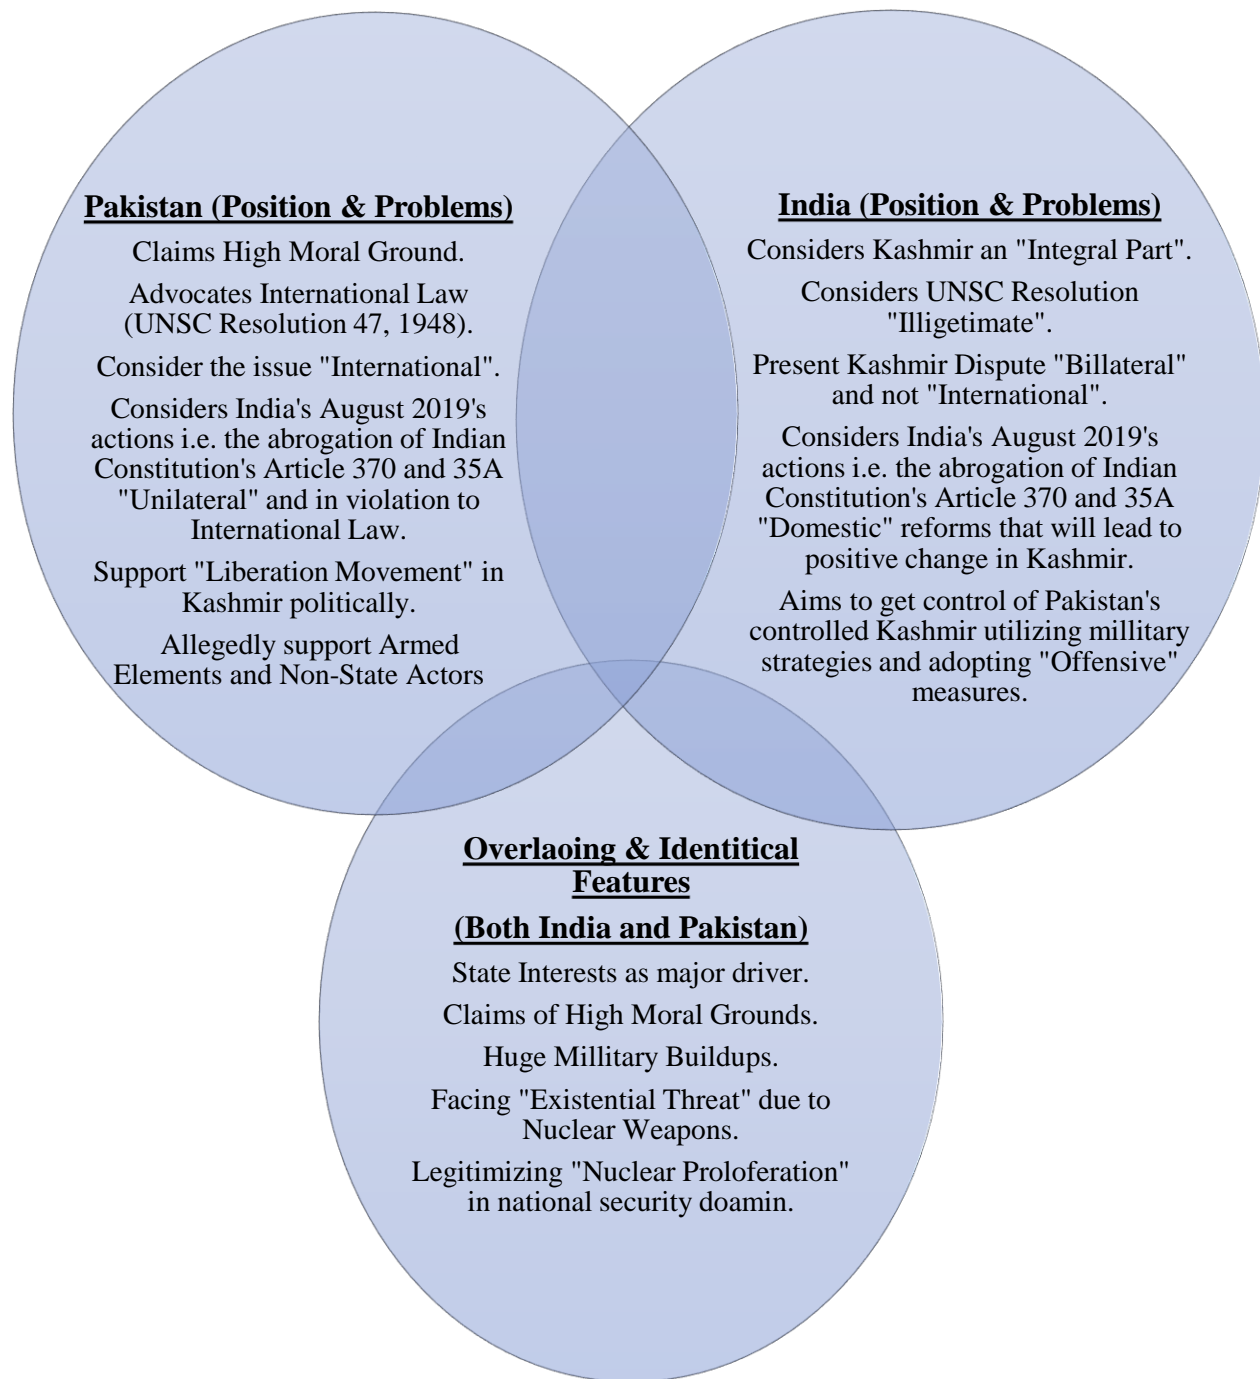 Pakistan (Position & Problems)
Claims High Moral Ground.
Advocates International Law
(UNSC Resolution 47, 1948).
Consider the issue "International".
Considers India's August 2019's
actions i.e. the abrogation of Indian
Constitution's Article 370 and 35A
"Unilateral" and in violation to
International Law.
Support "Liberation Movement" in
Kashmir politically.
Allegedly support Armed
Elements and Non-State Actors
India (Position & Problems)
Considers Kashmir an "Integral Part".
Considers UNSC Resolution
"Illigetimate".
Present Kashmir Dispute "Billateral"
and not "International".
Considers India's August 2019's
actions i.e. the abrogation of Indian
Constitution's Article 370 and 35A
"Domestic" reforms that will lead to
positive change in Kashmir.
Aims to get control of Pakistan's
controlled Kashmir utilizing millitary
strategies and adopting "Offensive"
measures.
Overlaoing & Identitical
Features
(Both India and Pakistan)
State Interests as major driver.
Claims of High Moral Grounds.
Huge Millitary Buildups.
Facing "Existential Threat" due to
Nuclear Weapons.
Legitimizing "Nuclear Proloferation"
in national security doamin.